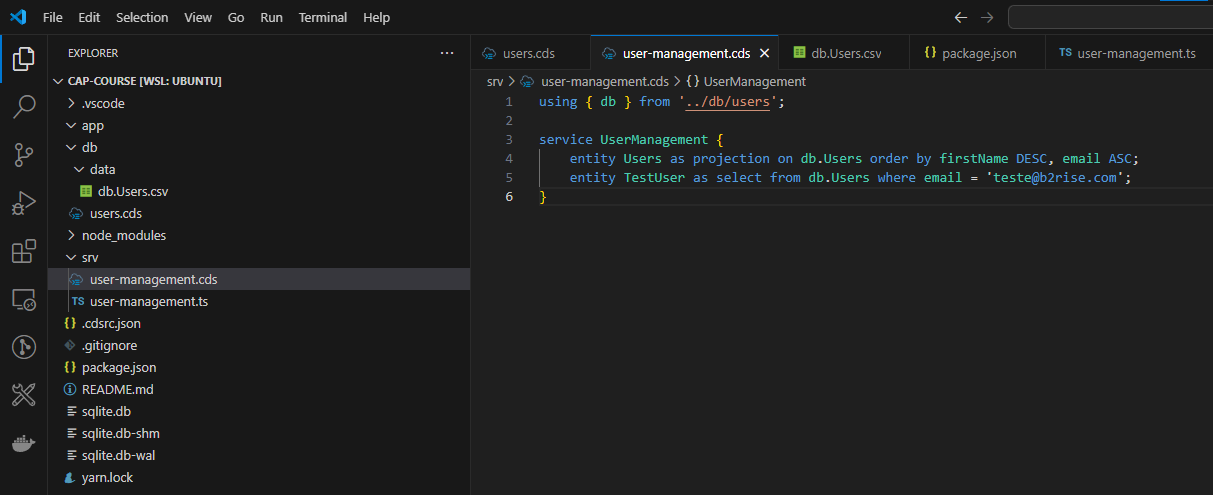 File Edit Selection View Go Run Terminal Help
EXPLORER
CAP-COURSE [WSL: UBUNTU]
.vscode
app
db
data
db.Users.csv
users.cds
node_modules
srv
user-management.cds
TS user-management.ts
{} .cdsrc.json
.gitignore
{} package.json
README.md
sqlite.db
sqlite.db-shm
sqlite.db-wal
yarn.lock
users.cds user-management.cds db.Users.csv {} package.json TS user-management.ts
srv > user-management.cds > {} UserManagement
1 using { db } from '../db/users';
2
3 service UserManagement {
4 entity Users as projection on db.Users order by firstName DESC, email ASC;
5 entity TestUser as select from db.Users where email = 'teste@b2rise.com';
6 }